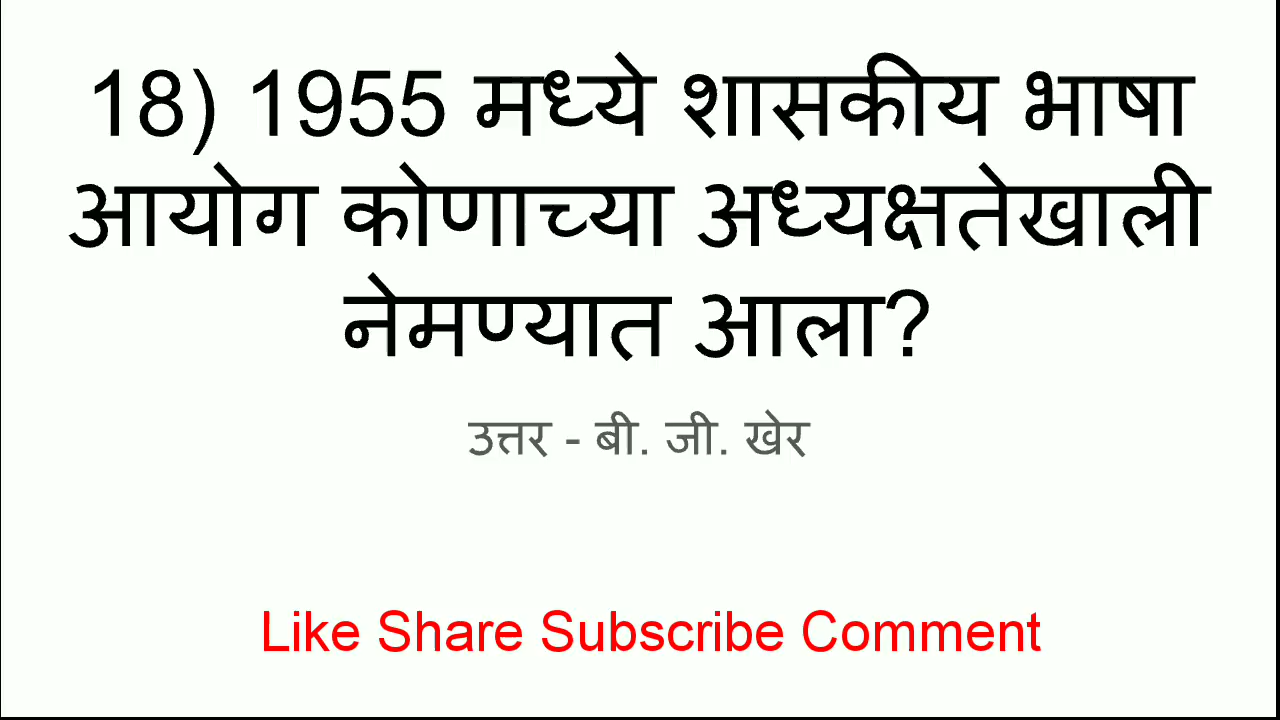 18) 1955 मध्ये शासकीय भाषा
आयोग कोणाच्या अध्यक्षतेखाली
नेमण्यात आला?
उत्तर - बी. जी. खेर
Like Share Subscribe Comment